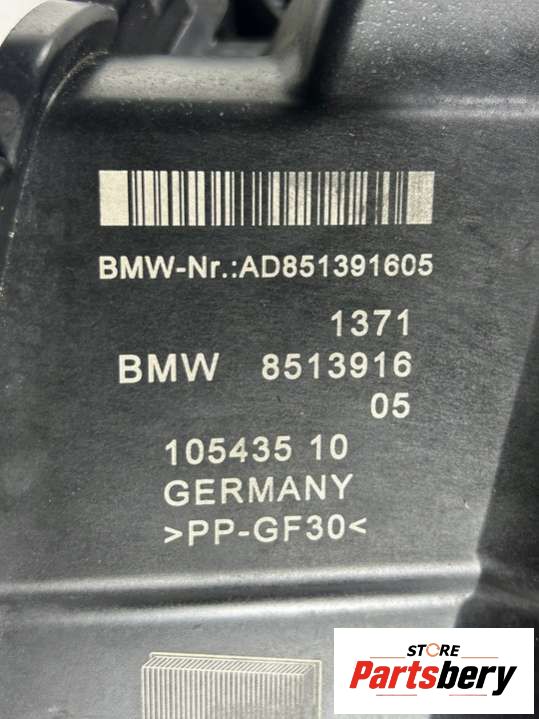 BMW-Nr.:AD851391605
1371
BMW 8513916
05
105435 10
GERMANY
>PP-GF30<
STORE
Partsbery